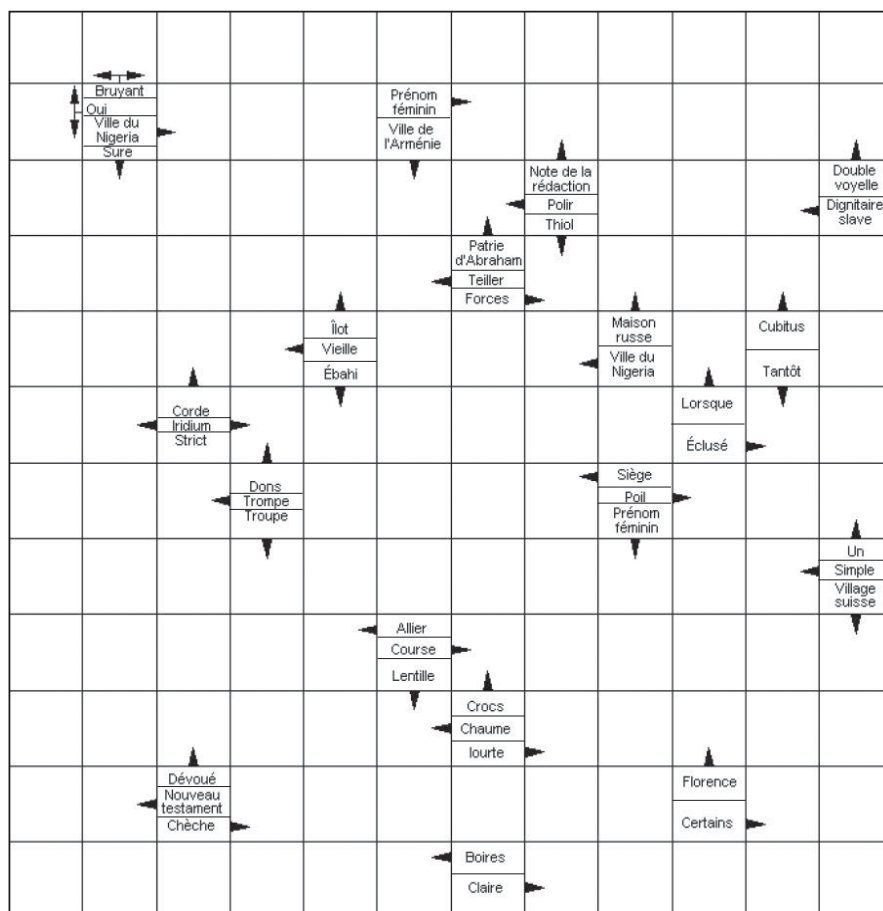 Bruyant
Oui
Ville du
Nigeria
Sure
Prénom
féminin
Ville de
l'Arménie
Note de la
rédaction
Polir
Thiol
Double
voyelle
Dignitaire
slave
Patrie
d'Abraham
Teiller
Forces
Îlot
Vieille
Ébahi
Maison
russe
Ville du
Nigeria
Cubitus
Tantôt
Corde
Iridium
Strict
Lorsque
Éclusé
Dons
Trompe
Troupe
Siège
Poil
Prénom
féminin
Un
Simple
Village
suisse
Allier
Course
Lentille
Crocs
Chaume
Iourte
Dévoué
Nouveau
testament
Chèche
Florence
Certains
Boires
Claire